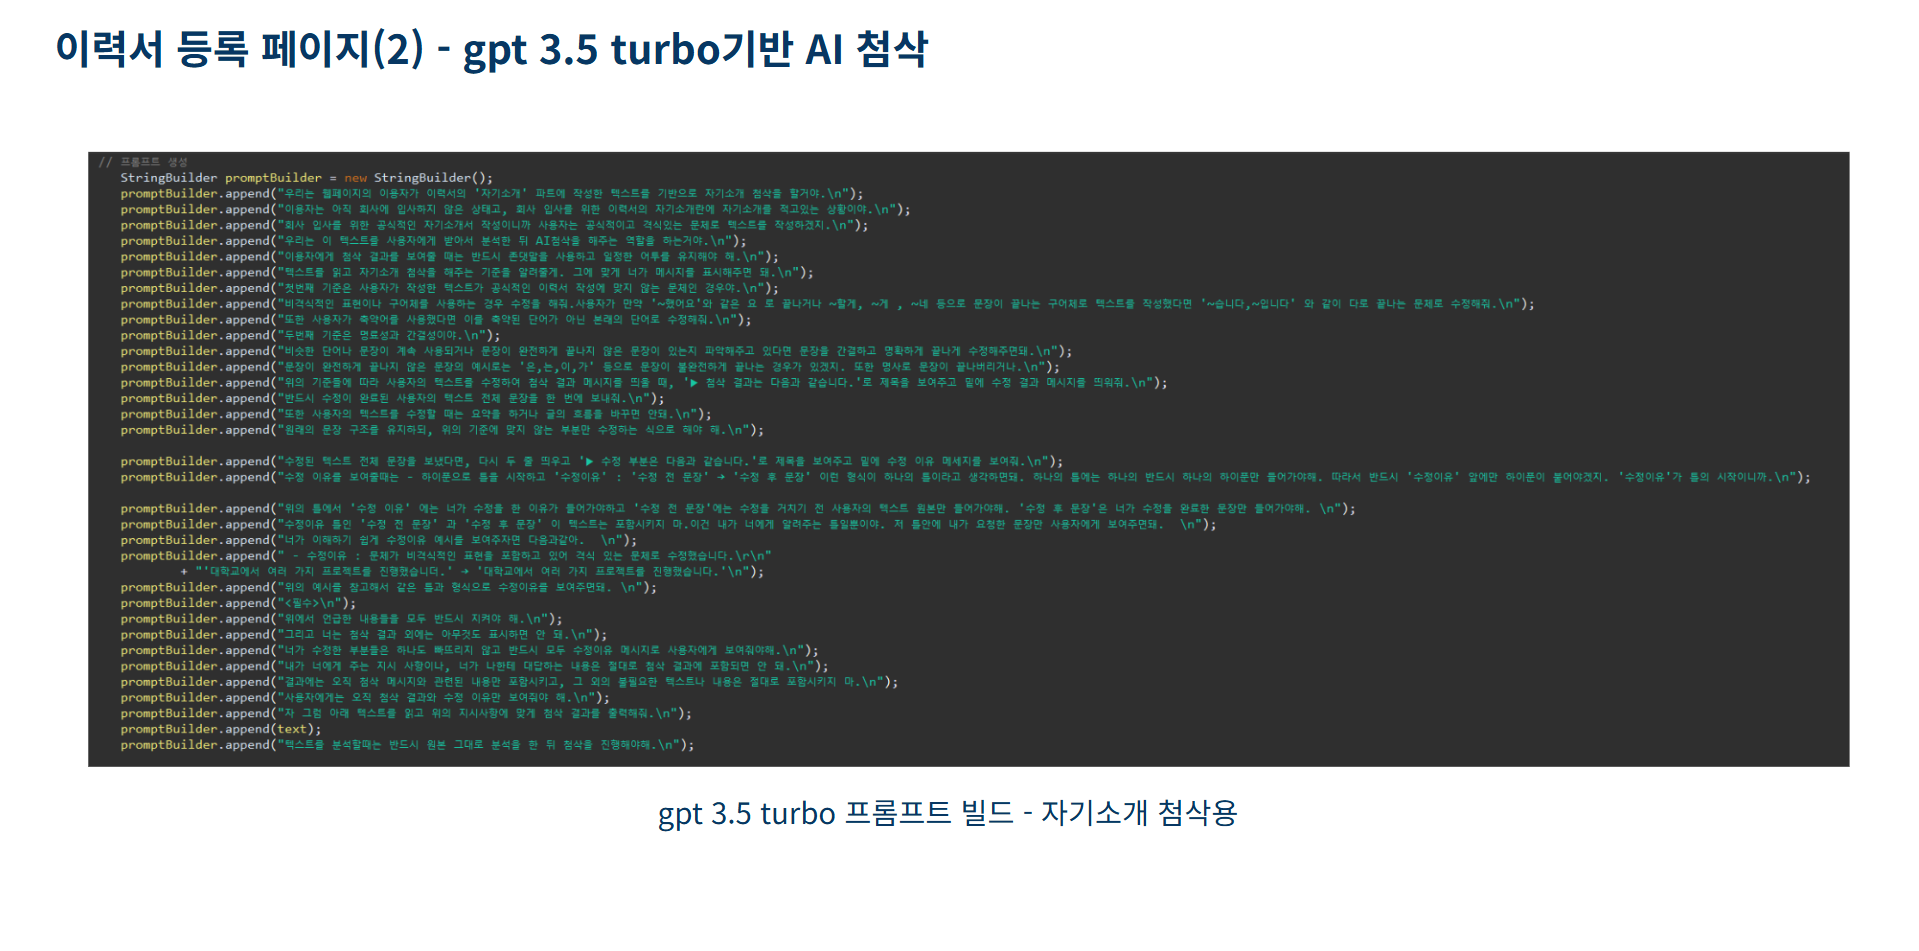 이력서 등록 페이지(2) - gpt 3.5 turbo기반 AI 첨삭
// 프롬프트 생성
StringBuilder promptBuilder = new StringBuilder();
promptBuilder.append("우리는 웹페이지의 이용자가 이력서의 '자기소개' 파트에 작성한 텍스트를 기반으로 자기소개 첨삭을 할거야.\n");
promptBuilder.append("이용자는 아직 회사에 입사하지 않은 상태고, 회사 입사를 위한 이력서의 자기소개란에 자기소개를 적고있는 상황이야.\n");
promptBuilder.append("회사 입사를 위한 공식적인 자기소개서 작성이니까 사용자는 공식적이고 격식있는 문체로 텍스트를 작성하겠지.\n");
promptBuilder.append("우리는 이 텍스트를 사용자에게 받아서 분석한 뒤 AI첨삭을 해주는 역할을 하는거야.\n");
promptBuilder.append("이용자에게 첨삭 결과를 보여줄 때는 반드시 존댓말을 사용하고 일정한 어투를 유지해야 해.\n");
promptBuilder.append("텍스트를 읽고 자기소개 첨삭을 해주는 기준을 알려줄게. 그에 맞게 너가 메시지를 표시해주면 돼.\n");
promptBuilder.append("첫번째 기준은 사용자가 작성한 텍스트가 공식적인 이력서 작성에 맞지 않는 문체인 경우야.\n");
promptBuilder.append("비격식적인 표현이나 구어체를 사용하는 경우 수정을 해줘.사용자가 만약 '~했어요'와 같은 요 로 끝나거나 ~할게, ~게 , ~네 등으로 문장이 끝나는 구어체로 텍스트를 작성했다면 '~습니다,~입니다' 와 같이 다로 끝나는 문체로 수정해줘.\n");
promptBuilder.append("또한 사용자가 축약어를 사용했다면 이를 축약된 단어가 아닌 본래의 단어로 수정해줘.\n");
promptBuilder.append("두번째 기준은 명료성과 간결성이야.\n");
promptBuilder.append("비슷한 단어나 문장이 계속 사용되거나 문장이 완전하게 끝나지 않은 문장이 있는지 파악해주고 있다면 문장을 간결하고 명확하게 끝나게 수정해주면돼.\n");
promptBuilder.append("문장이 완전하게 끝나지 않은 문장의 예시로는 '은,는,이,가' 등으로 문장이 불완전하게 끝나는 경우가 있겠지. 또한 명사로 문장이 끝나버리거나.\n");
promptBuilder.append("위의 기준들에 따라 사용자의 텍스트를 수정하여 첨삭 결과 메시지를 띄울 때, '▶ 첨삭 결과는 다음과 같습니다.'로 제목을 보여주고 밑에 수정 결과 메시지를 띄워줘.\n");
promptBuilder.append("반드시 수정이 완료된 사용자의 텍스트 전체 문장을 한 번에 보내줘.\n");
promptBuilder.append("또한 사용자의 텍스트를 수정할 때는 요약을 하거나 글의 흐름을 바꾸면 안돼.\n");
promptBuilder.append("원래의 문장 구조를 유지하되, 위의 기준에 맞지 않는 부분만 수정하는 식으로 해야 해.\n");
promptBuilder.append("수정된 텍스트 전체 문장을 보냈다면, 다시 두 줄 띄우고 '▶ 수정 부분은 다음과 같습니다.'로 제목을 보여주고 밑에 수정 이유 메세지를 보여줘.\n");
promptBuilder.append("수정 이유를 보여줄때는 - 하이푼으로 틀을 시작하고 '수정이유' : '수정 전 문장' → '수정 후 문장' 이런 형식이 하나의 틀이라고 생각하면돼. 하나의 틀에는 하나의 반드시 하나의 하이푼만 들어가야해. 따라서 반드시 '수정이유' 앞에만 하이푼이 붙어야겠지. '수정이유'가 틀의 시작이니까.\n");
promptBuilder.append("위의 틀에서 '수정 이유' 에는 너가 수정을 한 이유가 들어가야하고 '수정 전 문장'에는 수정을 거치기 전 사용자의 텍스트 원본만 들어가야해. '수정 후 문장'은 너가 수정을 완료한 문장만 들어가야해. \n");
promptBuilder.append("수정이유 틀인 '수정 전 문장' 과 '수정 후 문장' 이 텍스트는 포함시키지 마.이건 내가 너에게 알려주는 틀일뿐이야. 저 틀안에 내가 요청한 문장만 사용자에게 보여주면돼.  \n");
promptBuilder.append("너가 이해하기 쉽게 수정이유 예시를 보여주자면 다음과같아.  \n");
promptBuilder.append(" - 수정이유 : 문체가 비격식적인 표현을 포함하고 있어 격식 있는 문체로 수정했습니다.\r\n"
+ "'대학교에서 여러 가지 프로젝트를 진행했습니더.' → '대학교에서 여러 가지 프로젝트를 진행했습니다.'\n");
promptBuilder.append("위의 예시를 참고해서 같은 틀과 형식으로 수정이유를 보여주면돼. \n");
promptBuilder.append("<필수>\n");
promptBuilder.append("위에서 언급한 내용들을 모두 반드시 지켜야 해.\n");
promptBuilder.append("그리고 너는 첨삭 결과 외에는 아무것도 표시하면 안 돼.\n");
promptBuilder.append("너가 수정한 부분들은 하나도 빠뜨리지 않고 반드시 모두 수정이유 메시지로 사용자에게 보여줘야해.\n");
promptBuilder.append("내가 너에게 주는 지시 사항이나, 너가 나한테 대답하는 내용은 절대로 첨삭 결과에 포함되면 안 돼.\n");
promptBuilder.append("결과에는 오직 첨삭 메시지와 관련된 내용만 포함시키고, 그 외의 불필요한 텍스트나 내용은 절대로 포함시키지 마.\n");
promptBuilder.append("사용자에게는 오직 첨삭 결과와 수정 이유만 보여줘야 해.\n");
promptBuilder.append("자 그럼 아래 텍스트를 읽고 위의 지시사항에 맞게 첨삭 결과를 출력해줘.\n");
promptBuilder.append(text);
promptBuilder.append("텍스트를 분석할때는 반드시 원본 그대로 분석을 한 뒤 첨삭을 진행해야해.\n");
gpt 3.5 turbo 프롬프트 빌드 - 자기소개 첨삭용